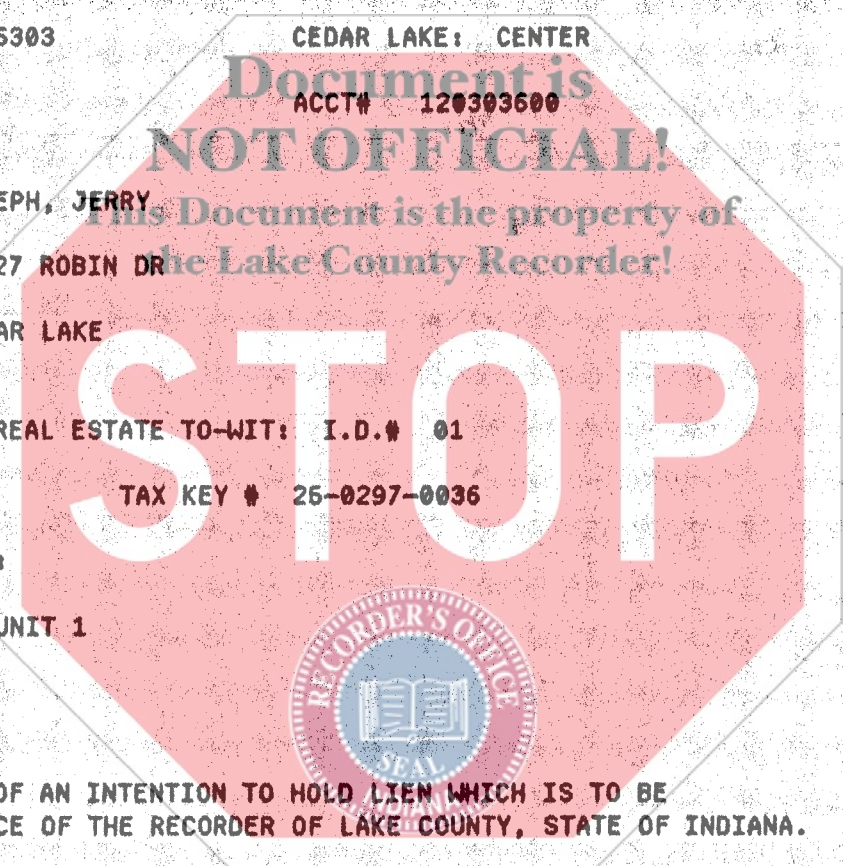 S303 CEDAR LAKE: CENTER
Document is
ACCT# 120303600
NOT OFFICIAL!
EPH, JERRY
This Document is the property of
27 ROBIN DR
the Lake County Recorder!
AR LAKE
STOP
REAL ESTATE TO-WIT: I.D.# 01
TAX KEY # 26-0297-0036
:
UNIT 1
RECORDER'S OFFICE
SEAL
INDIANA
OF AN INTENTION TO HOLD LIEN WHICH IS TO BE
CE OF THE RECORDER OF LAKE COUNTY, STATE OF INDIANA.